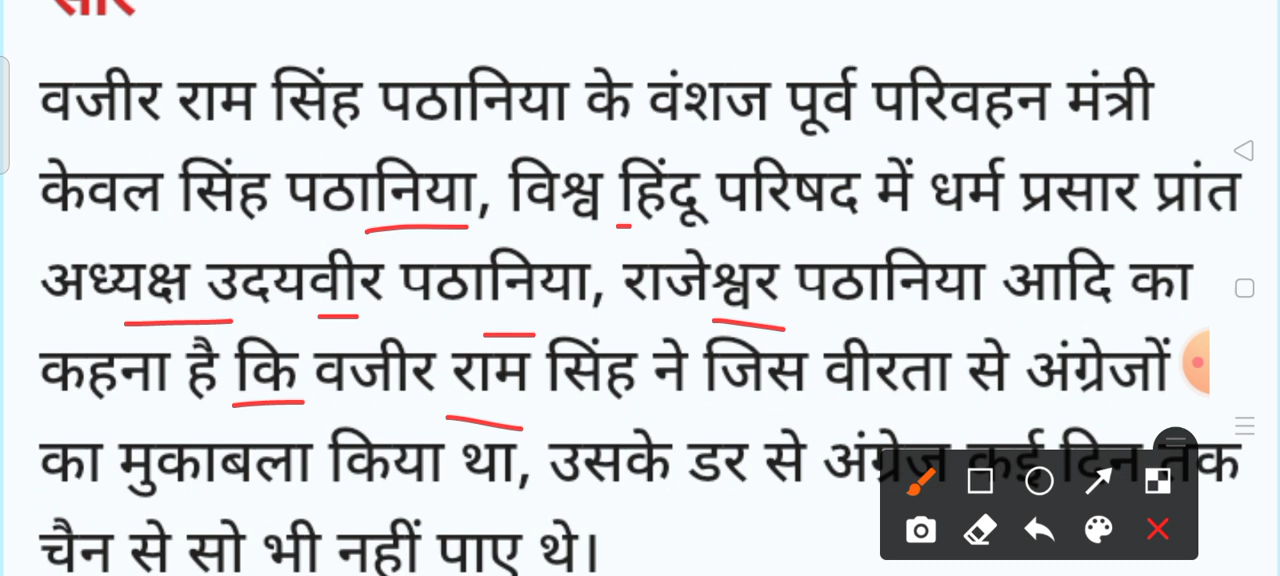 सार
वजीर राम सिंह पठानिया के वंशज पूर्व परिवहन मंत्री
केवल सिंह पठानिया, विश्व हिंदू परिषद में धर्म प्रसार प्रांत
अध्यक्ष उदयवीर पठानिया, राजेश्वर पठानिया आदि का
कहना है कि वजीर राम सिंह ने जिस वीरता से अंग्रेजों
का मुकाबला किया था, उसके डर से अंग्रेज कई दिन तक
चैन से सो भी नहीं पाए थे।